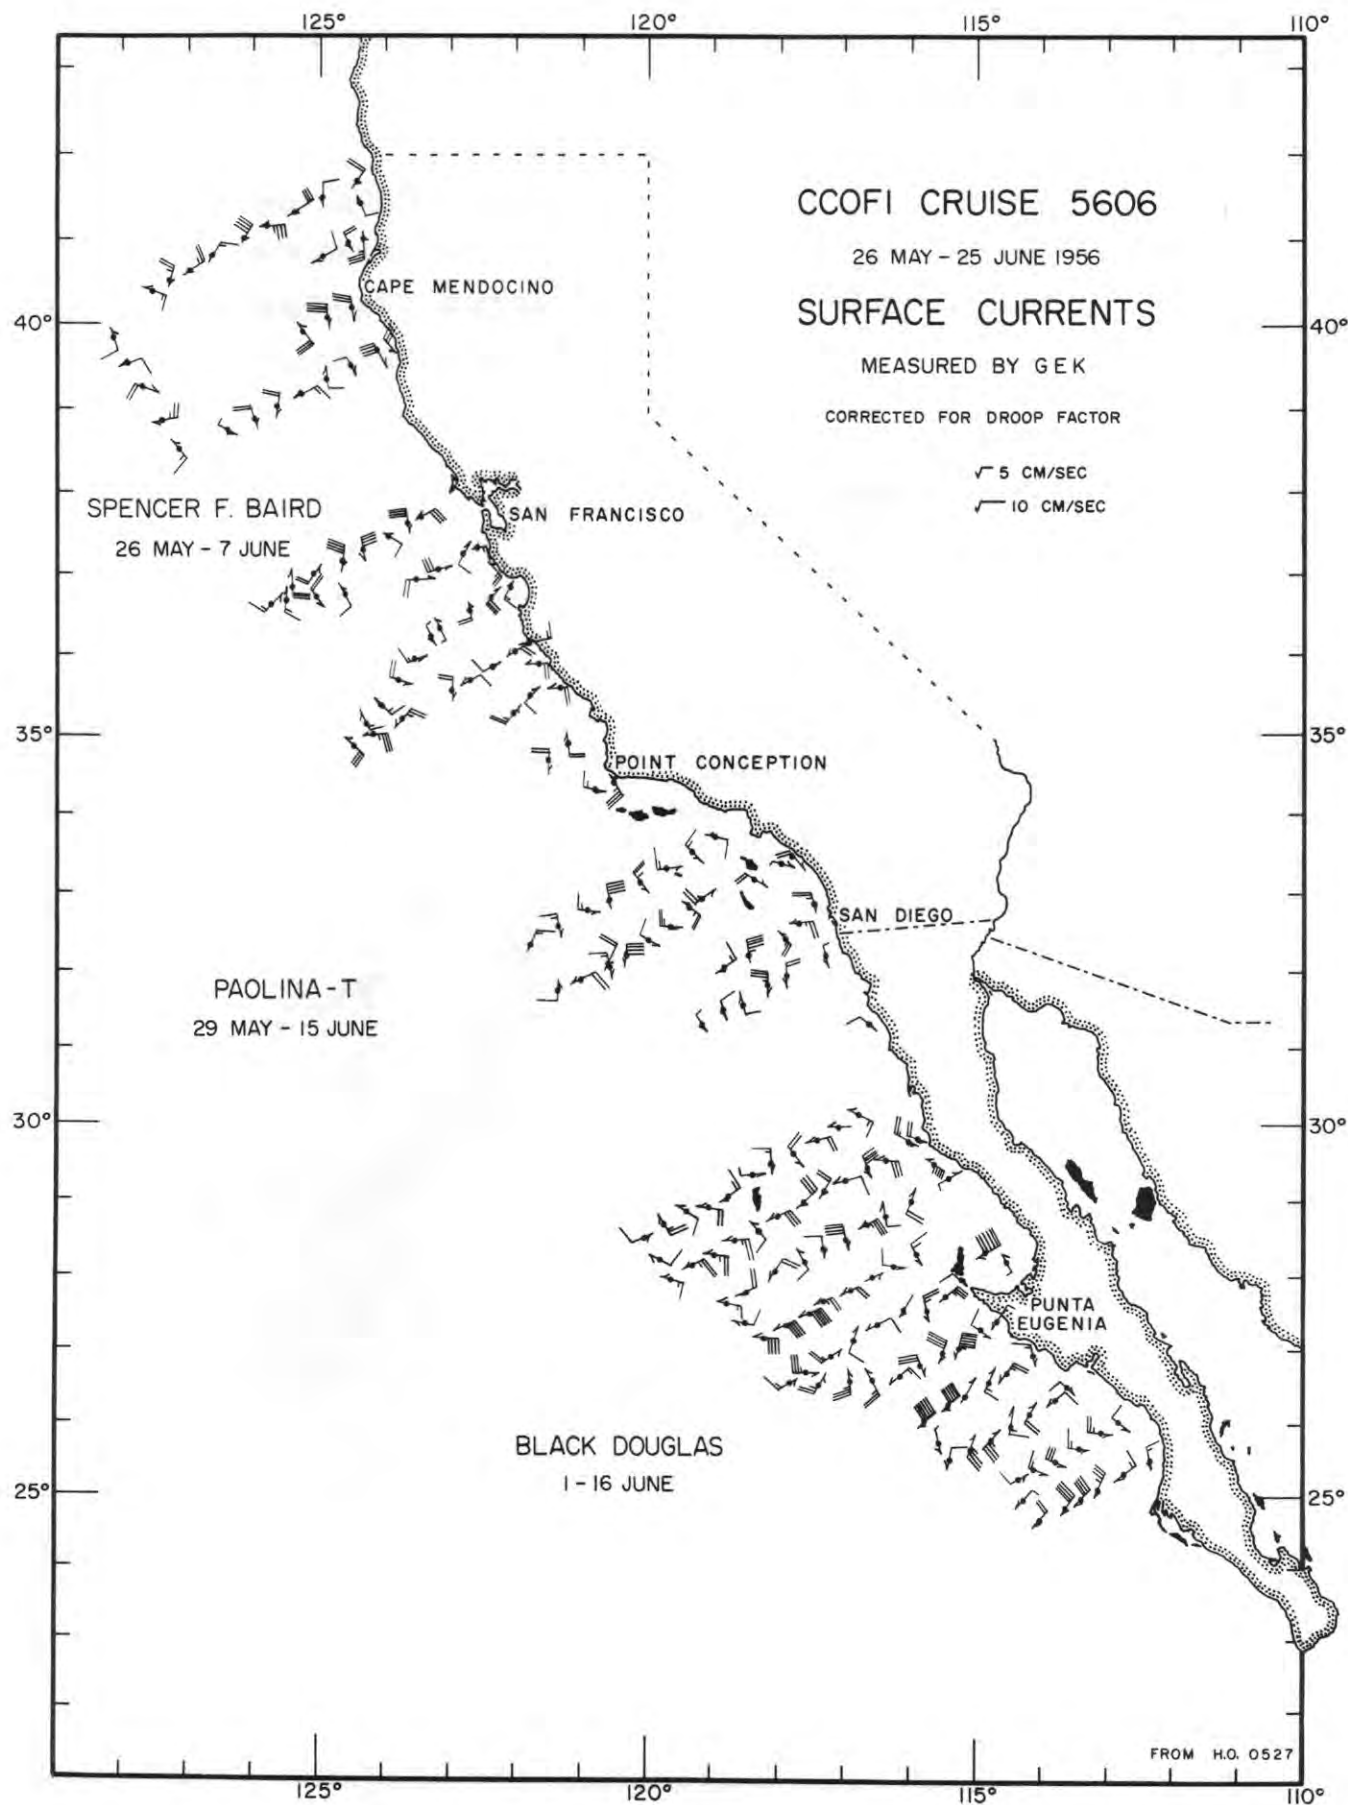 125° 120° 115° 110°
CCOFI CRUISE 5606
26 MAY - 25 JUNE 1956
CAPE MENDOCINO
SURFACE CURRENTS
40° 40°
MEASURED BY GEK
CORRECTED FOR DROOP FACTOR
5 CM/SEC
10 CM/SEC
SPENCER F. BAIRD
26 MAY - 7 JUNE
SAN FRANCISCO
35° 35°
POINT CONCEPTION
SAN DIEGO
PAOLINA-T
29 MAY - 15 JUNE
30° 30°
PUNTA
EUGENIA
BLACK DOUGLAS
1 - 16 JUNE
25° 25°
FROM H.O. 0527
125° 120° 115° 110°